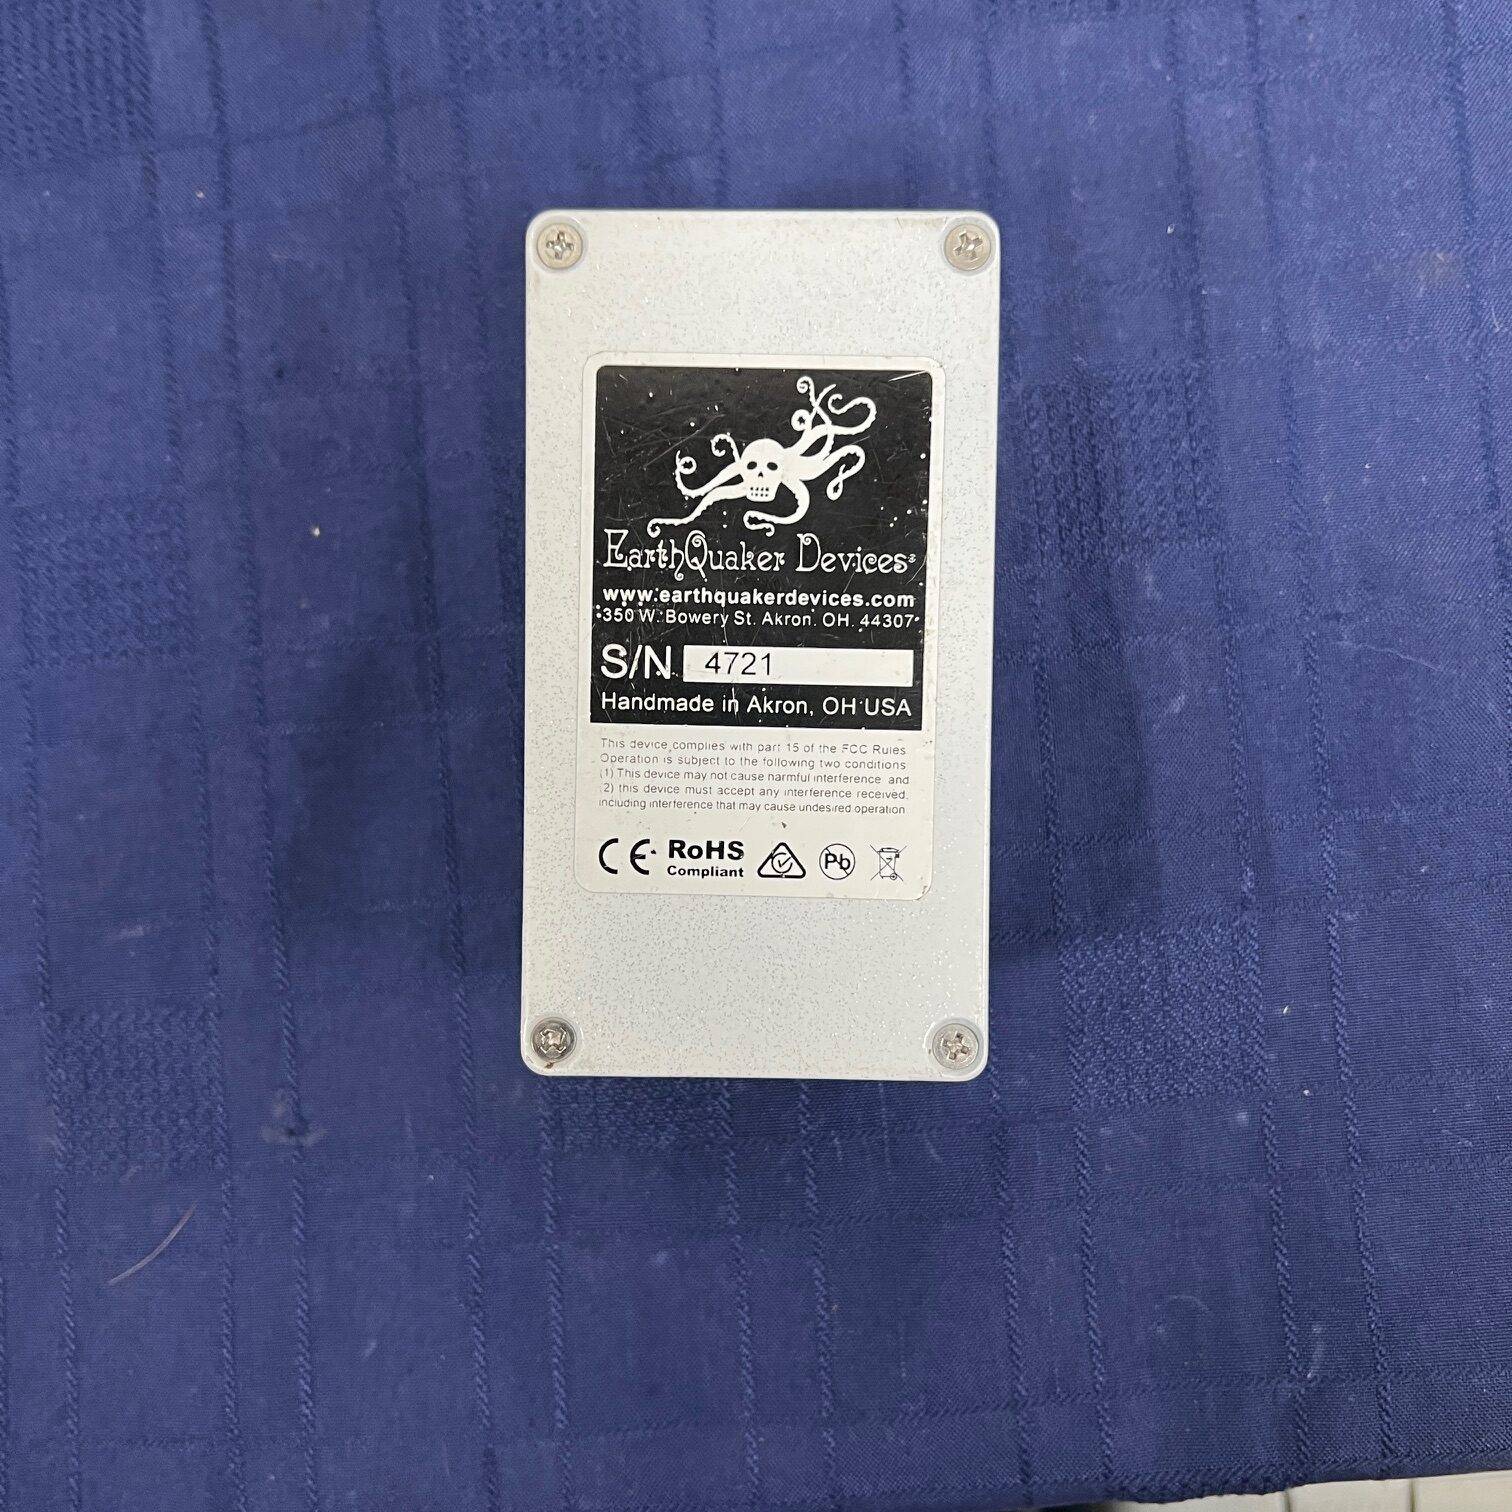 EarthQuaker Devices
www.earthquakerdevices.com
350 W. Bowery St. Akron. OH. 44307
S/N 4721
Handmade in Akron, OH USA
This device complies with part 15 of the FCC Rules
Operation is subject to the following two conditions
(1) This device may not cause harmful interference and
(2) this device must accept any interference received,
including interference that may cause undesired operation
CE RoHS
Compliant
Pb